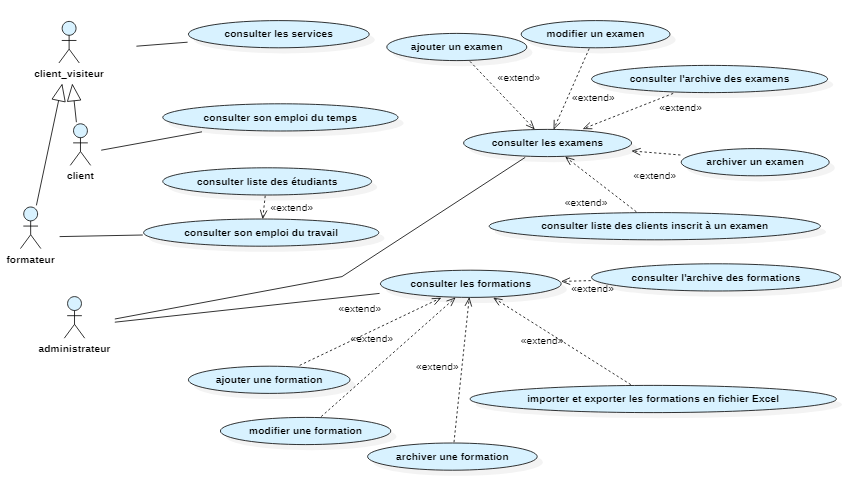 consulter les services
ajouter un examen
modifier un examen
client_visiteur
«extend»
consulter l'archive des examens
«extend»
«extend»
consulter son emploi du temps
consulter les examens
client
archiver un examen
«extend»
consulter liste des étudiants
«extend»
«extend»
consulter son emploi du travail
consulter liste des clients inscrit à un examen
formateur
consulter les formations
consulter l'archive des formations
«extend»
«extend»
administrateur
«extend»
«extend»
«extend»
ajouter une formation
importer et exporter les formations en fichier Excel
modifier une formation
archiver une formation